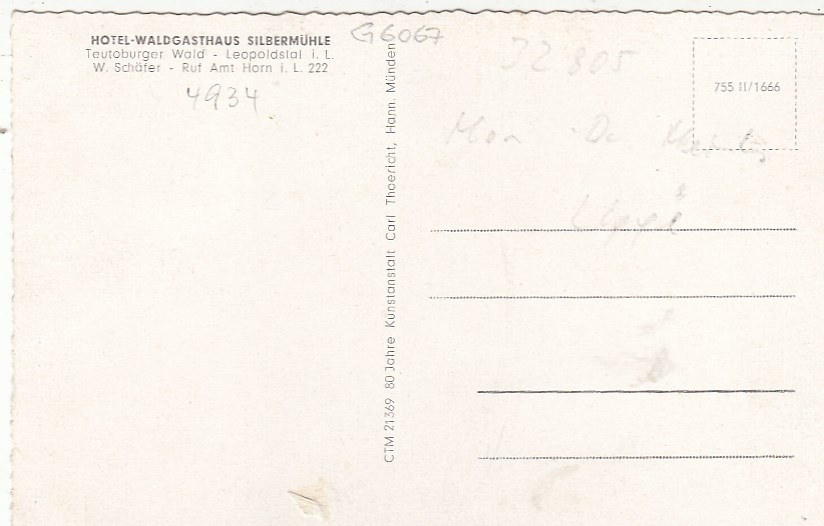 HOTEL-WALDGASTHAUS SILBERMÜHLE
Teutoburger Wald - Leopoldstal i. L.
W. Schäfer - Ruf Amt Horn i. L. 222
4934
G6067
CTM 21369 80 Jahre Kunstanstalt Carl Thoericht, Hann. Münden
32805
755 II/1666